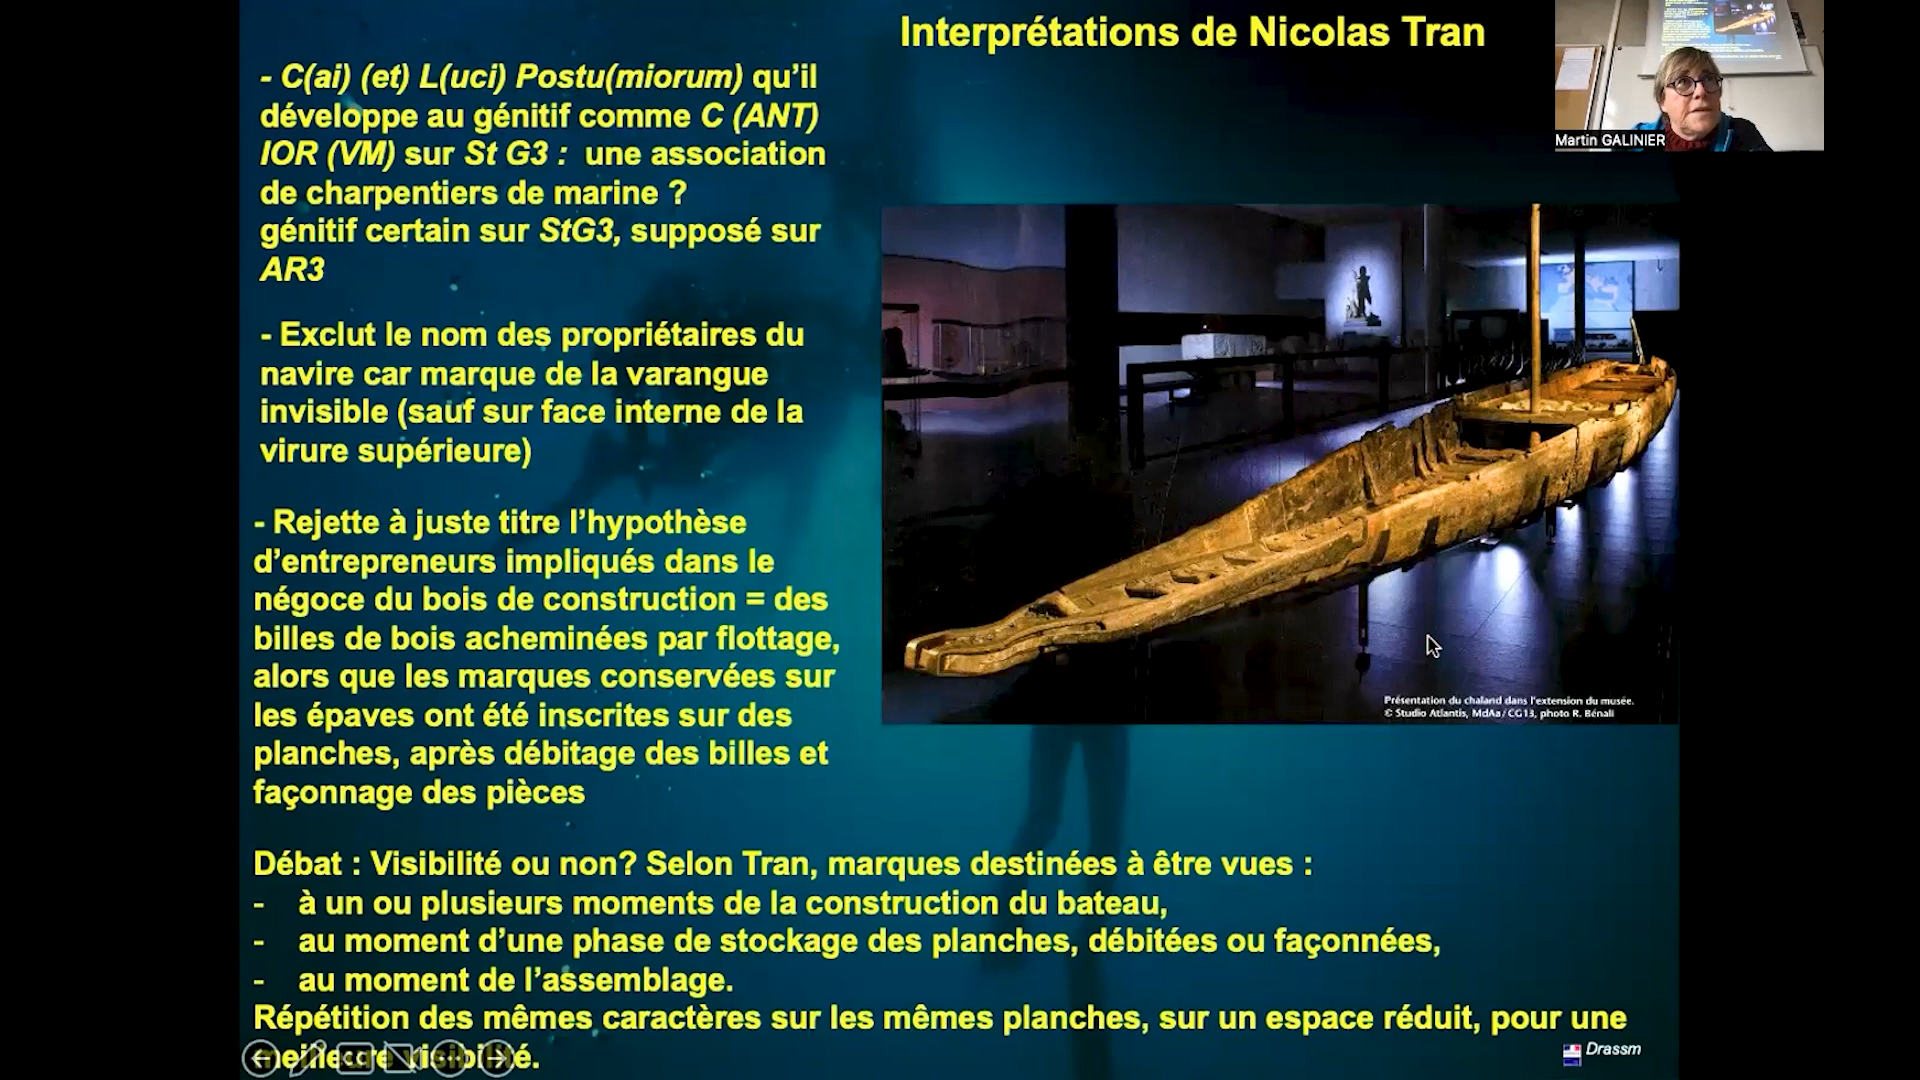 Interprétations de Nicolas Tran
- C(ai) (et) L(uci) Postu(miorum) qu’il
développe au génitif comme C (ANT)
IOR (VM) sur St G3 : une association
de charpentiers de marine ?
génitif certain sur StG3, supposé sur
AR3
- Exclut le nom des propriétaires du
navire car marque de la varangue
invisible (sauf sur face interne de la
virure supérieure)
- Rejette à juste titre l’hypothèse
d’entrepreneurs impliqués dans le
négoce du bois de construction = des
billes de bois acheminées par flottage,
alors que les marques conservées sur
les épaves ont été inscrites sur des
planches, après débitage des billes et
façonnage des pièces
Débat : Visibilité ou non? Selon Tran, marques destinées à être vues :
- à un ou plusieurs moments de la construction du bateau,
- au moment d’une phase de stockage des planches, débitées ou façonnées,
- au moment de l’assemblage.
Répétition des mêmes caractères sur les mêmes planches, sur un espace réduit, pour une
meilleure visibilité.
Martin GALINIER
Présentation du chaland dans l’extension du musée.
© Studio Atlantis, MdAa/CG13, photo R. Bénali
Drassm